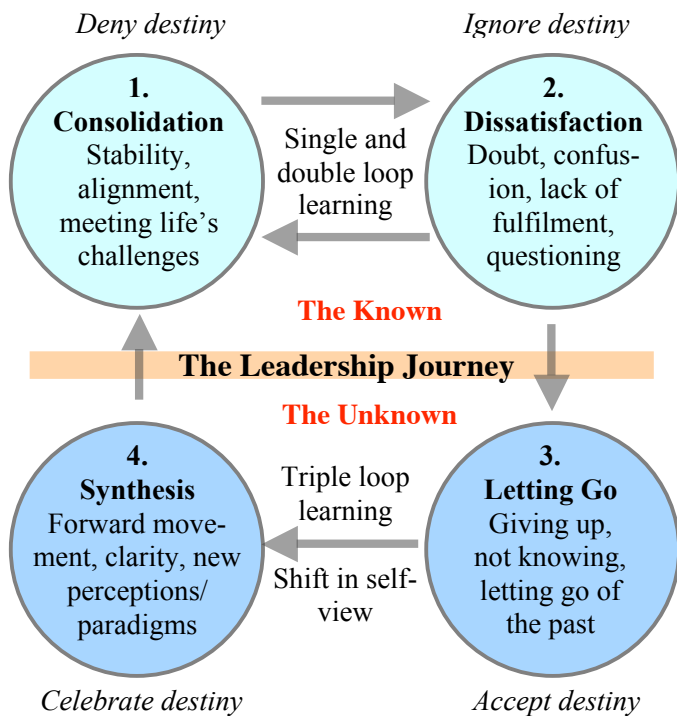 Deny destiny
Ignore destiny
1.
Consolidation
Stability,
alignment,
meeting life's
challenges
Single and
double loop
learning
2.
Dissatisfaction
Doubt, confus-
ion, lack of
fulfilment,
questioning
The Known
The Leadership Journey
The Unknown
4.
Synthesis
Forward move-
ment, clarity, new
perceptions/
paradigms
Triple loop
learning
Shift in self-
view
3.
Letting Go
Giving up,
not knowing,
letting go of
the past
Celebrate destiny
Accept destiny